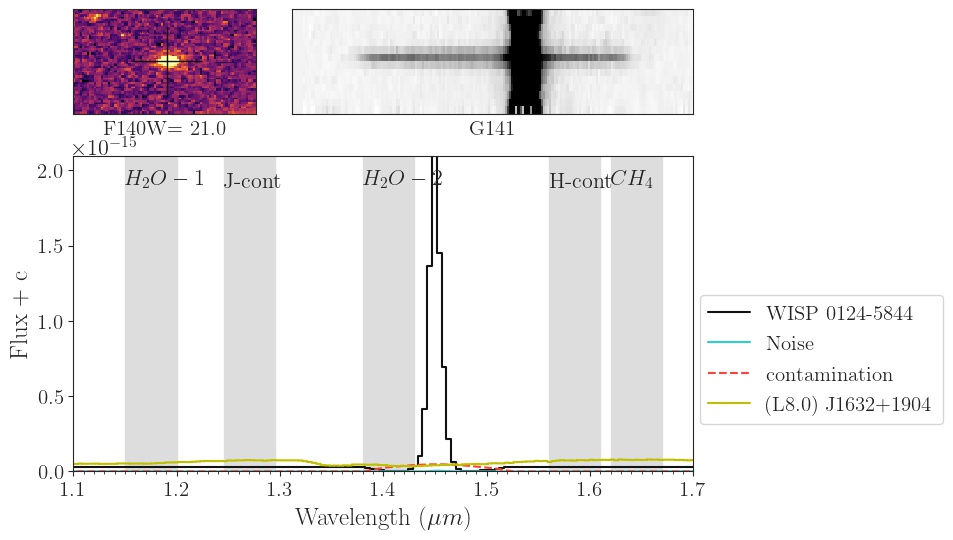 F140W= 21.0
G141
×10⁻¹⁵
H₂O − 1
J-cont
H₂O − 2
H-cont
CH₄
2.0
1.5
1.0
0.5
0.0
Flux + c
1.1
1.2
1.3
1.4
1.5
1.6
1.7
Wavelength (μm)
WISP 0124-5844
Noise
contamination
(L8.0) J1632+1904